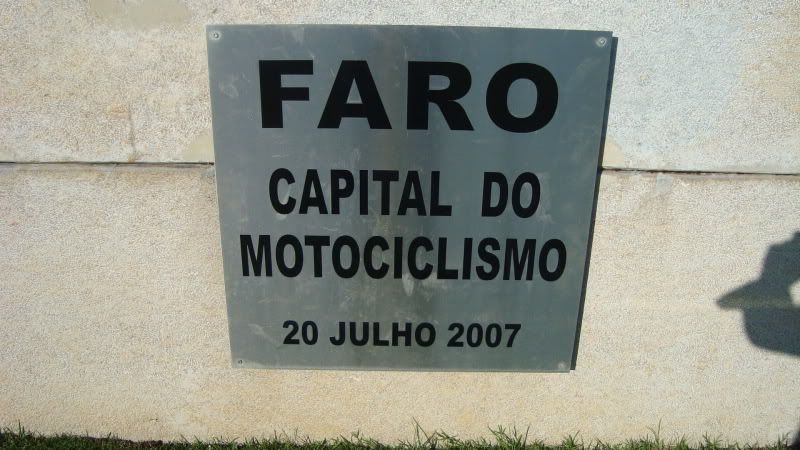 FARO
CAPITAL DO
MOTOCICLISMO
20 JULHO 2007